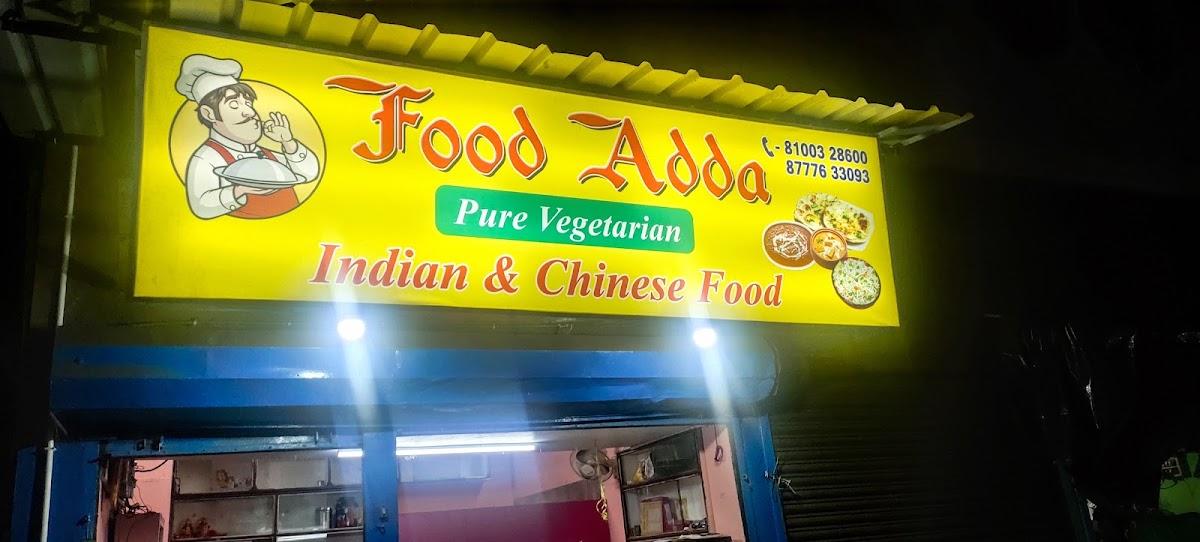 Food Adda
- 81003 28600
87776 33093
Pure Vegetarian
Indian & Chinese Food